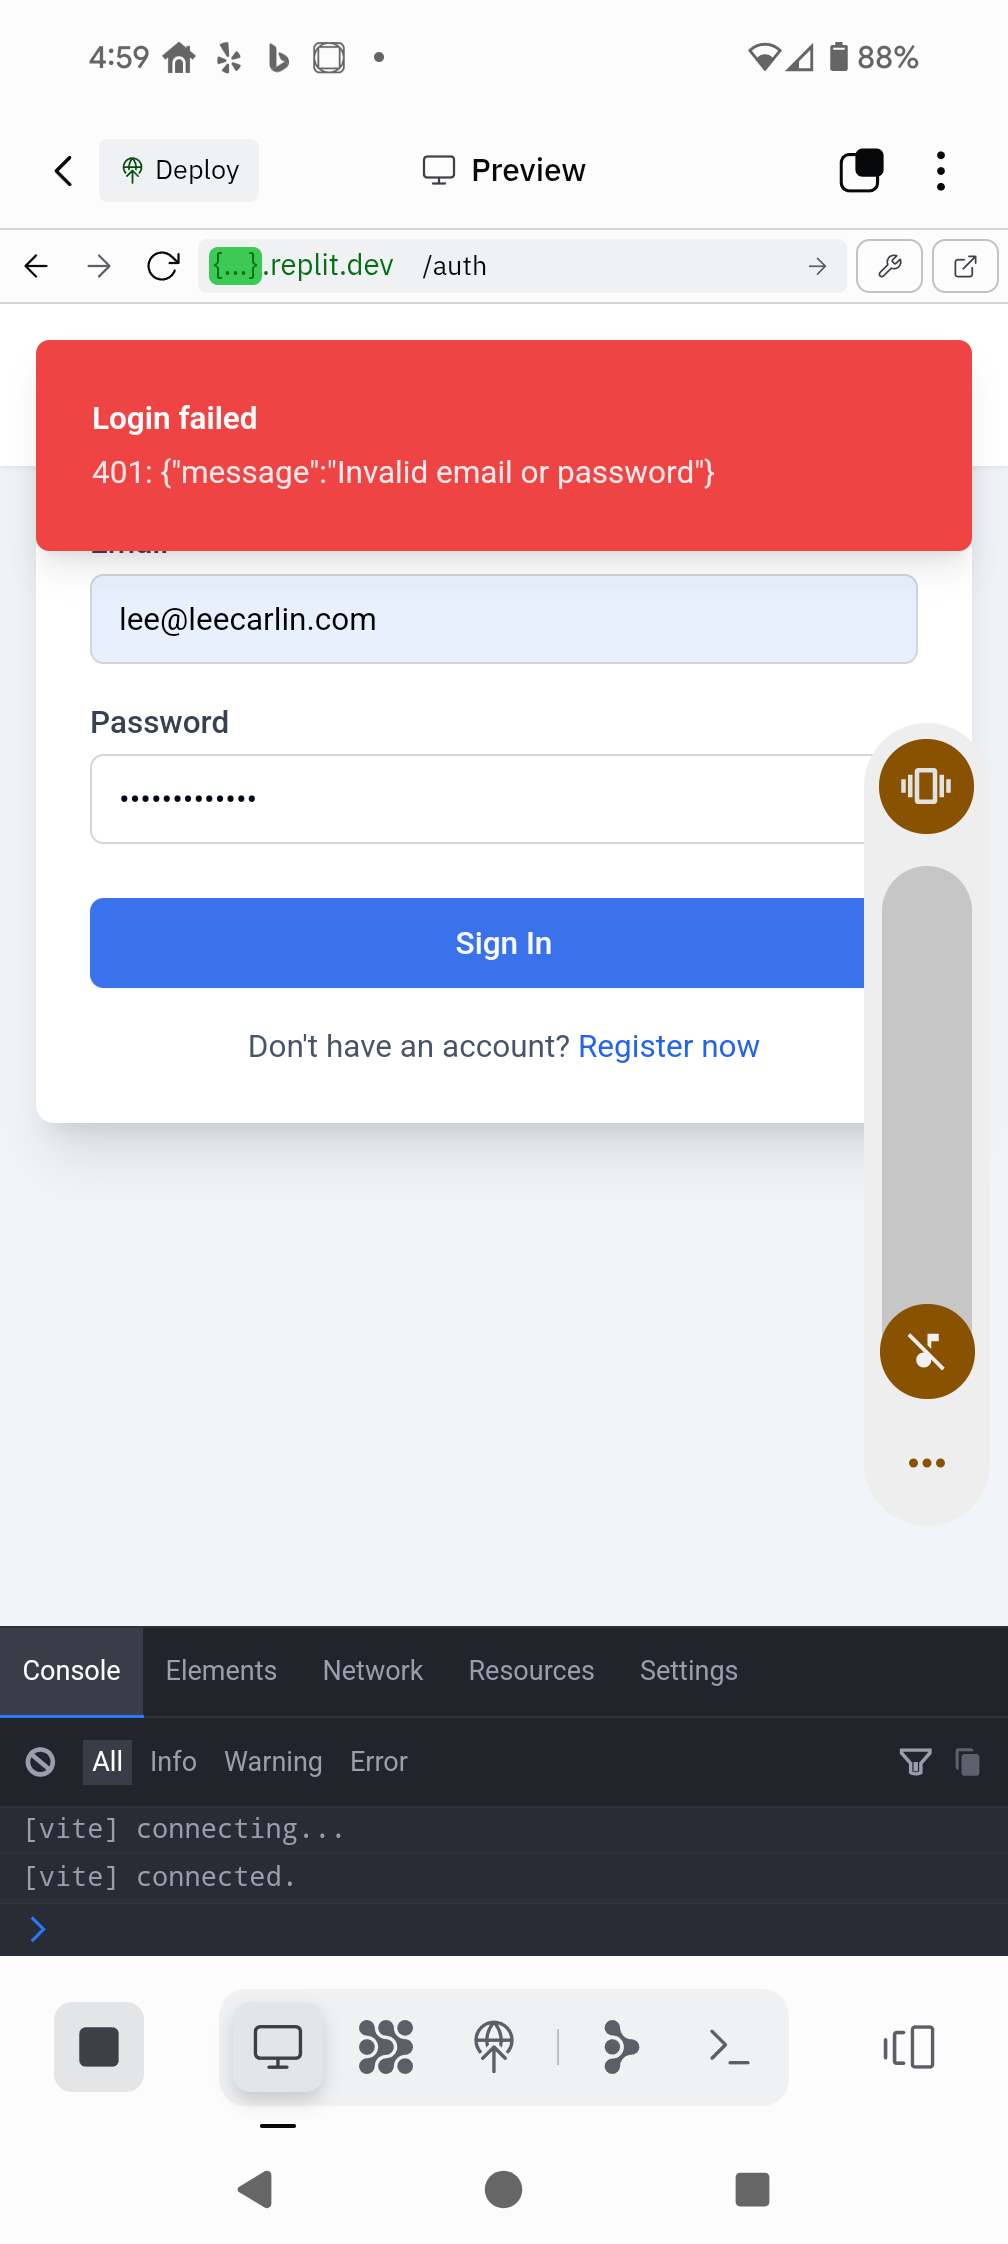 4:59
88%
Deploy
Preview
{...}.replit.dev /auth
Login failed
401: {"message":"Invalid email or password"}
Email
lee@leecarlin.com
Password
•••••••••••••
Sign In
Don't have an account? Register now
Console Elements Network Resources Settings
All Info Warning Error
[vite] connecting...
[vite] connected.